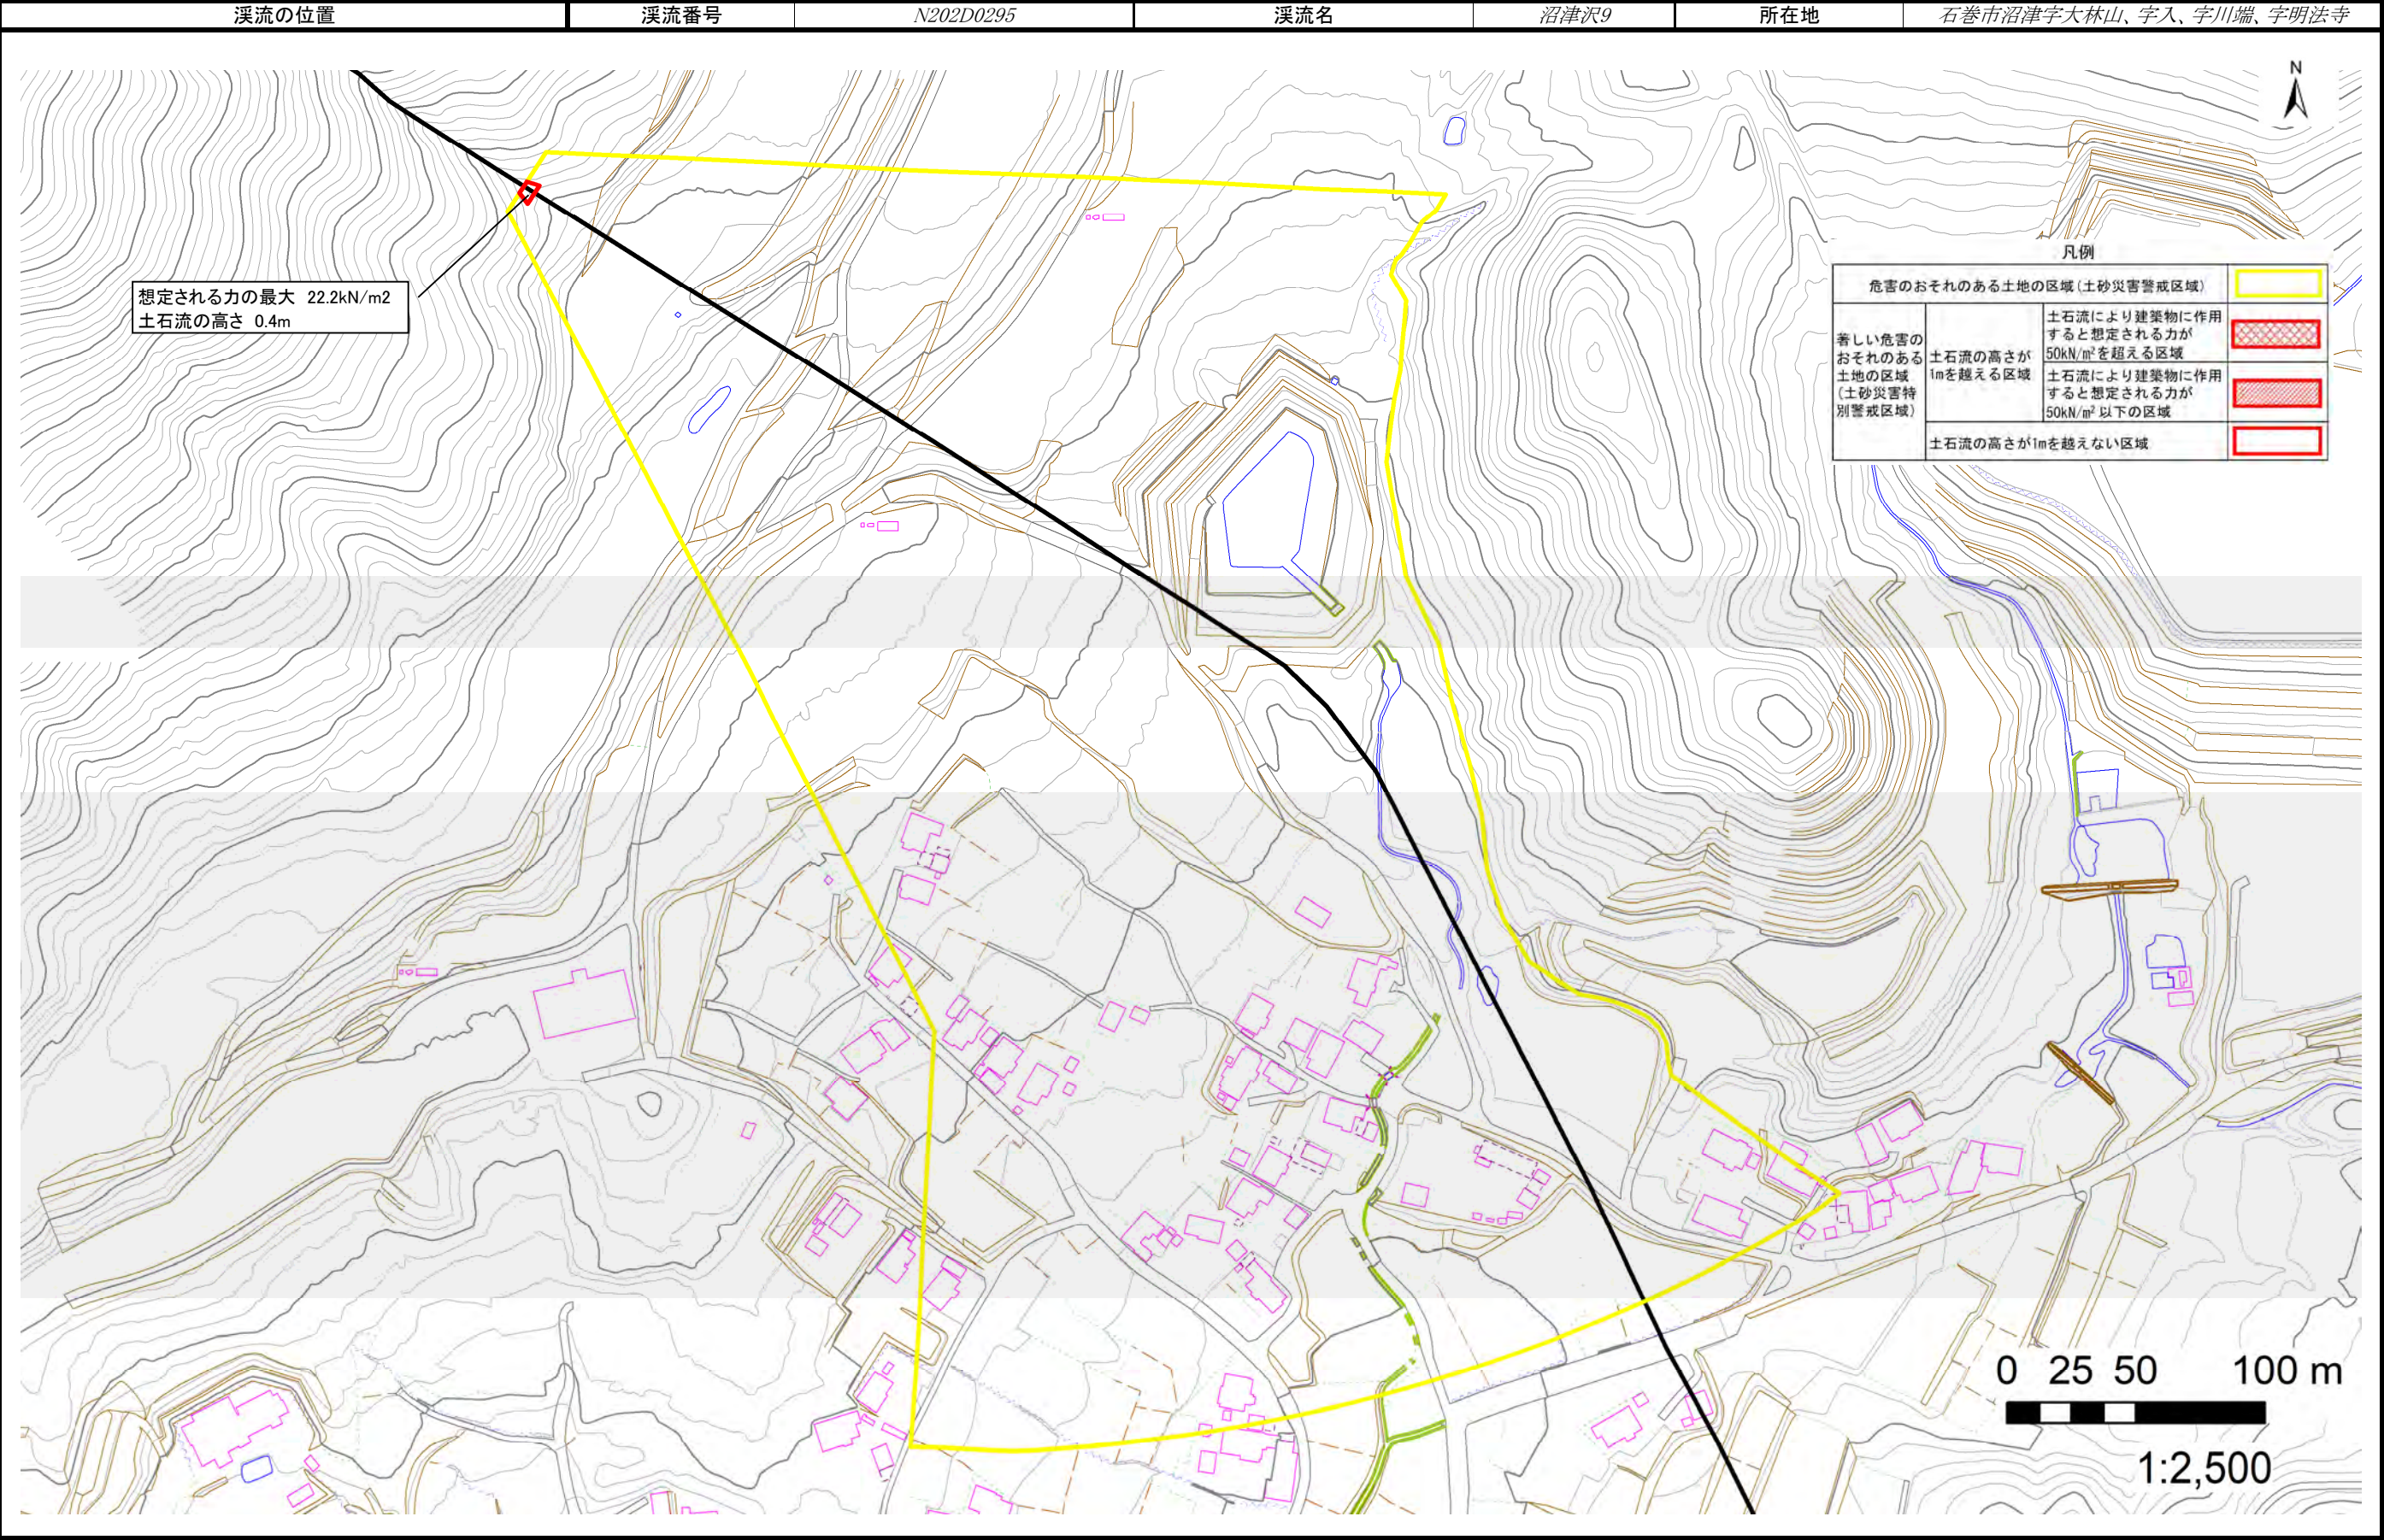 渓流の位置 渓流番号 N202D0295 渓流名 沼津沢9 所在地 石巻市沼津字大林山、字入、字川端、字明法寺
N
想定される力の最大 22.2kN/m2
土石流の高さ 0.4m
凡例
危害のおそれのある土地の区域(土砂災害警戒区域)
著しい危害の
おそれのある
土地の区域
(土砂災害特
別警戒区域)
土石流の高さが
1mを越える区域
土石流により建築物に作用
すると想定される力が
50kN/m²を超える区域
土石流により建築物に作用
すると想定される力が
50kN/m²以下の区域
土石流の高さが1mを越えない区域
0 25 50 100 m
1:2,500